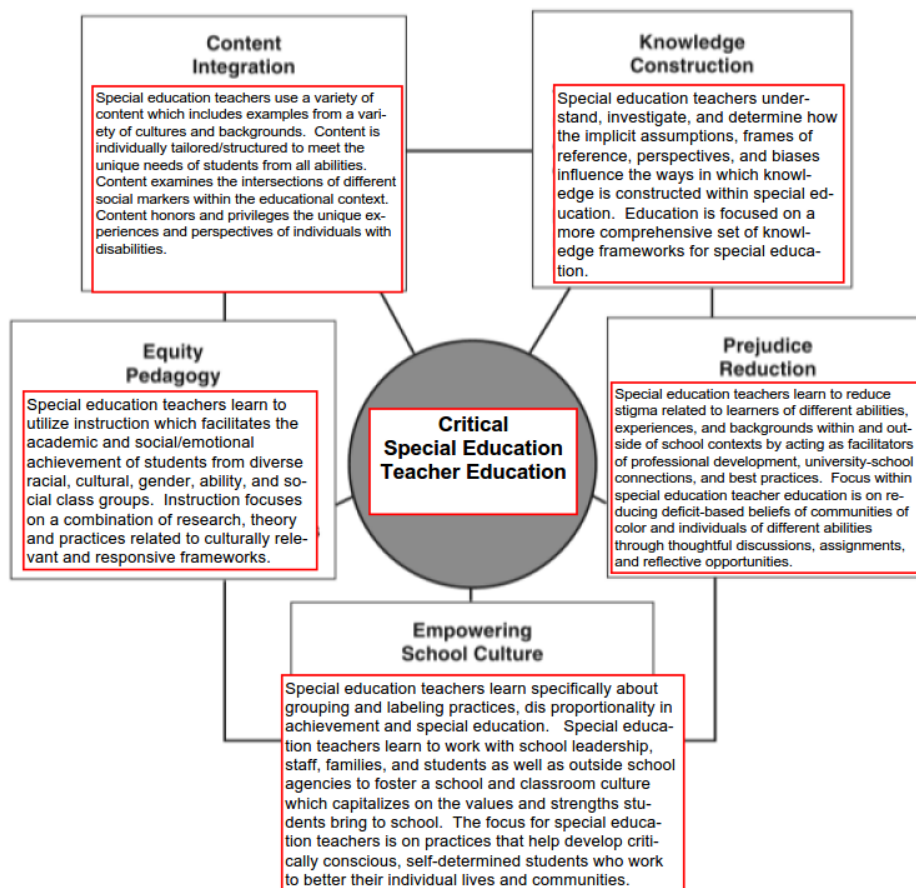 Content
Integration
Special education teachers use a variety of
content which includes examples from a vari-
ety of cultures and backgrounds.  Content is
individually tailored/structured to meet the
unique needs of students from all abilities.
Content examines the intersections of different
social markers within the educational context.
Content honors and privileges the unique ex-
periences and perspectives of individuals with
disabilities.
Knowledge
Construction
Special education teachers under-
stand, investigate, and determine how
the implicit assumptions, frames of
reference, perspectives, and biases
influence the ways in which knowl-
edge is constructed within special ed-
ucation.  Education is focused on a
more comprehensive set of knowl-
edge frameworks for special educa-
tion.
Equity
Pedagogy
Special education teachers learn to
utilize instruction which facilitates the
academic and social/emotional
achievement of students from diverse
racial, cultural, gender, ability, and so-
cial class groups.  Instruction focuses
on a combination of research, theory
and practices related to culturally rele-
vant and responsive frameworks.
Critical
Special Education
Teacher Education
Prejudice
Reduction
Special education teachers learn to reduce
stigma related to learners of different abilities,
experiences, and backgrounds within and out-
side of school contexts by acting as facilitators
of professional development, university-school
connections, and best practices.  Focus within
special education teacher education is on re-
ducing deficit-based beliefs of communities of
color and individuals of different abilities
through thoughtful discussions, assignments,
and reflective opportunities.
Empowering
School Culture
Special education teachers learn specifically about
grouping and labeling practices, dis proportionality in
achievement and special education.   Special educa-
tion teachers learn to work with school leadership,
staff, families, and students as well as outside school
agencies to foster a school and classroom culture
which capitalizes on the values and strengths stu-
dents bring to school.  The focus for special educa-
tion teachers is on practices that help develop criti-
cally conscious, self-determined students who work
to better their individual lives and communities.